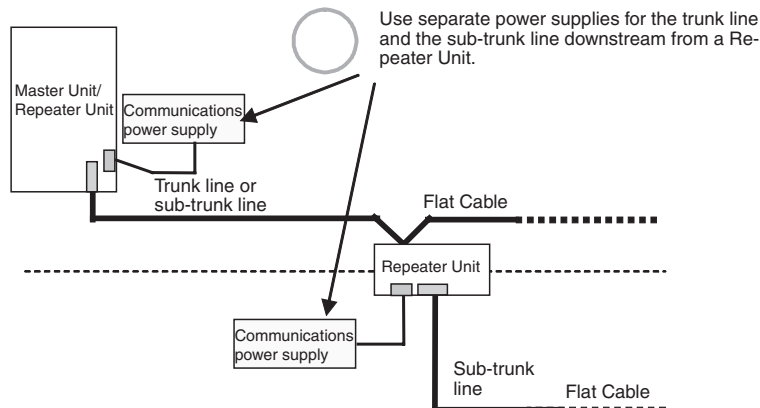 Use separate power supplies for the trunk line
and the sub-trunk line downstream from a Re-
peater Unit.
Master Unit/
Repeater Unit
Communications
power supply
Trunk line or
sub-trunk line
Flat Cable
Repeater Unit
Communications
power supply
Sub-trunk
line
Flat Cable